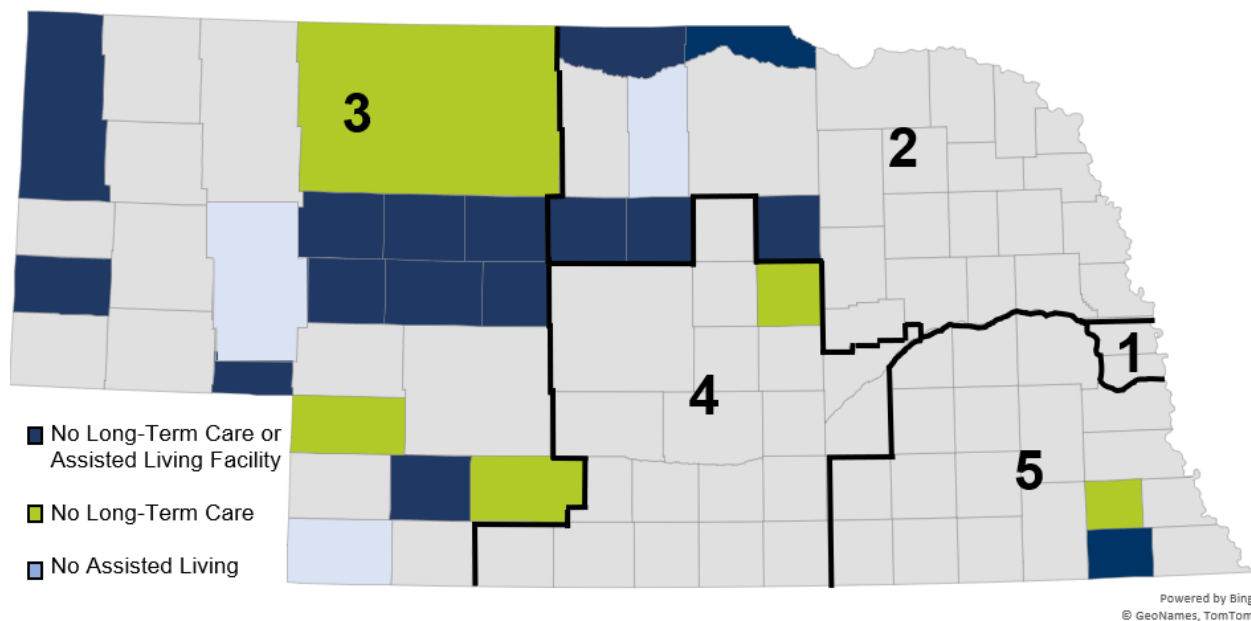 3
2
1
4
5
No Long-Term Care or
Assisted Living Facility
No Long-Term Care
No Assisted Living
Powered by Bing
© GeoNames, TomTom